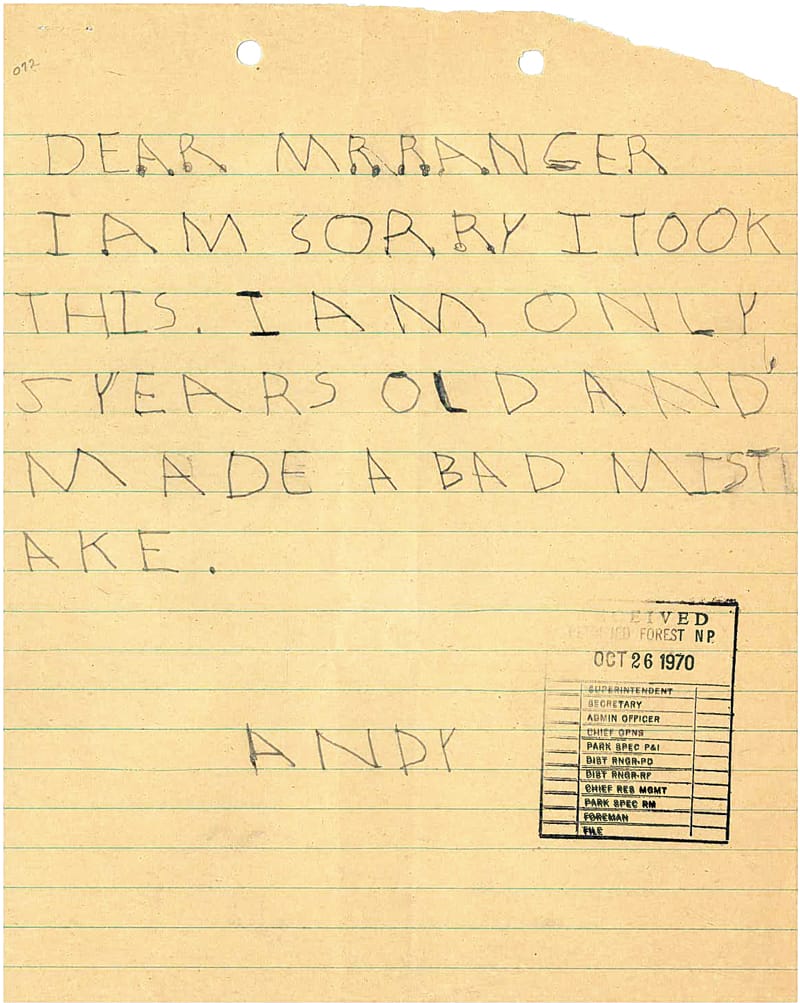 072
DEAR MR.RANGER
I AM SORRY I TOOK
THIS. I AM ONLY
5 YEARS OLD AND
MADE A BAD MIST
AKE.
ANDY
RECEIVED
PETRIFIED FOREST NP
OCT 26 1970
SUPERINTENDENT
SECRETARY
ADMIN OFFICER
CHIEF OPNS
PARK SPEC P&I
DIST RNGR-PD
DIST RNGR-RF
CHIEF RES MGMT
PARK SPEC RM
FOREMAN
FILE